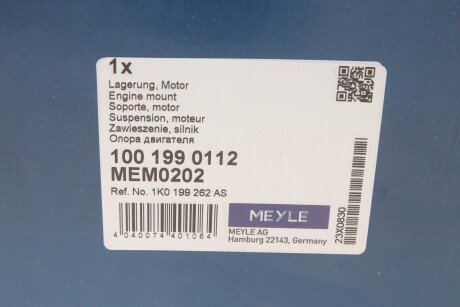 1x
Lagerung, Motor
Engine mount
Soporte, motor
Suspension, moteur
Zawieszenie, silnik
Опора двигателя
100 199 0112
MEM0202
Ref. No. 1K0 199 262 AS
4 040074 401064
MEYLE
MEYLE AG
Hamburg 22143, Germany
23X0830